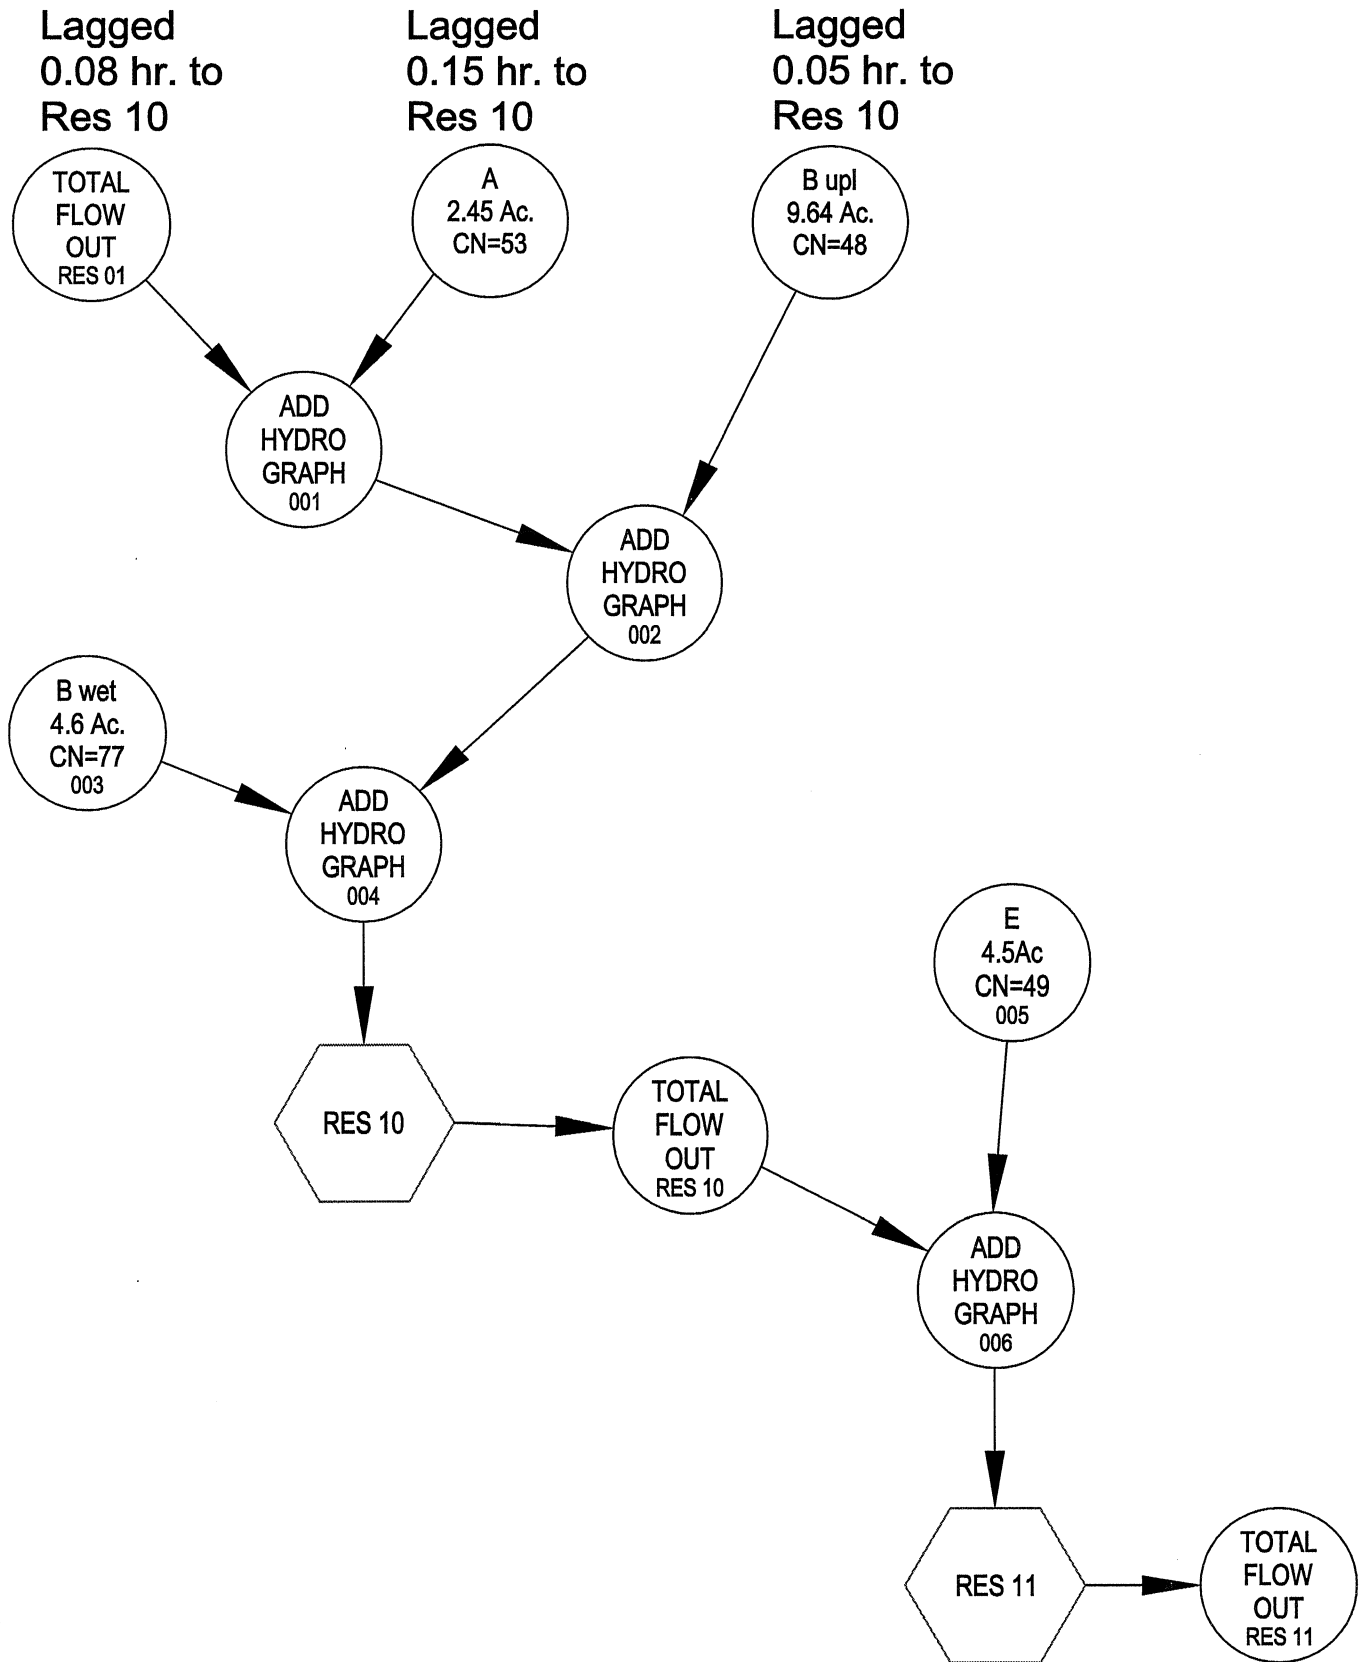 Lagged
0.08 hr. to
Res 10
Lagged
0.15 hr. to
Res 10
Lagged
0.05 hr. to
Res 10
TOTAL
FLOW
OUT
RES 01
A
2.45 Ac.
CN=53
B upl
9.64 Ac.
CN=48
ADD
HYDRO
GRAPH
001
ADD
HYDRO
GRAPH
002
B wet
4.6 Ac.
CN=77
003
ADD
HYDRO
GRAPH
004
E
4.5Ac
CN=49
005
RES 10
TOTAL
FLOW
OUT
RES 10
ADD
HYDRO
GRAPH
006
RES 11
TOTAL
FLOW
OUT
RES 11